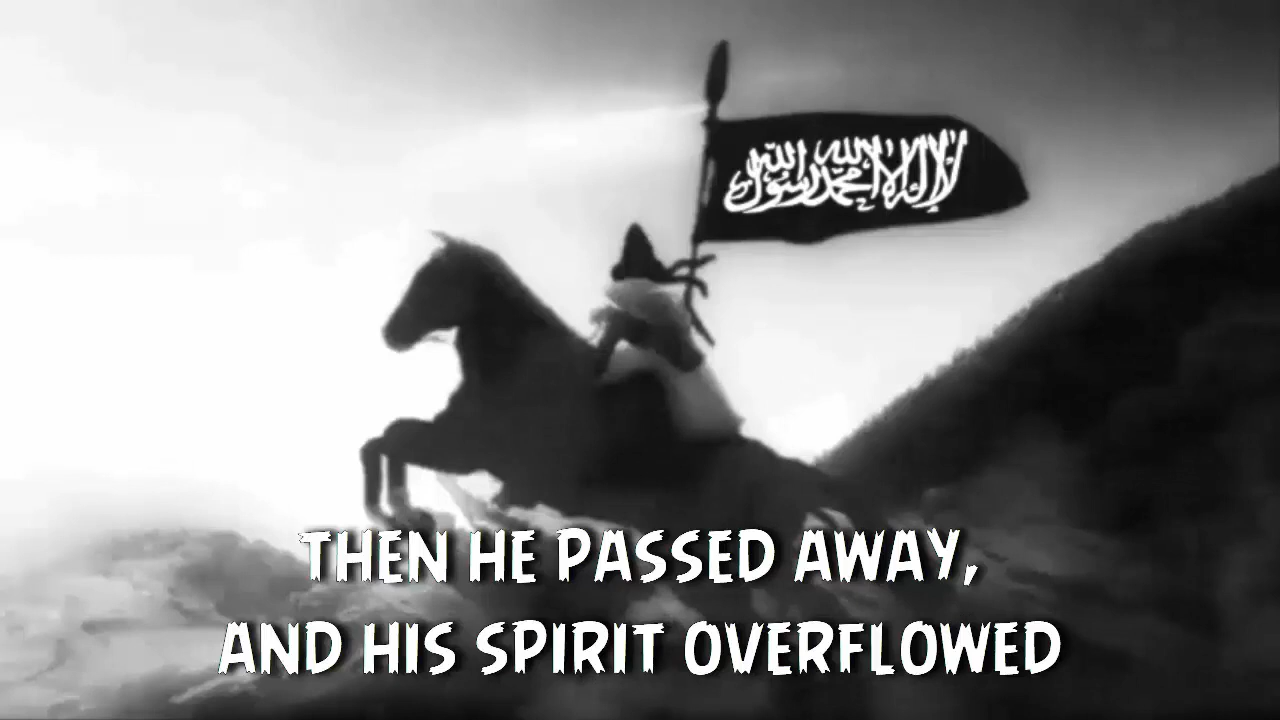 لا إله إلا الله محمد رسول الله
THEN HE PASSED AWAY,
AND HIS SPIRIT OVERFLOWED